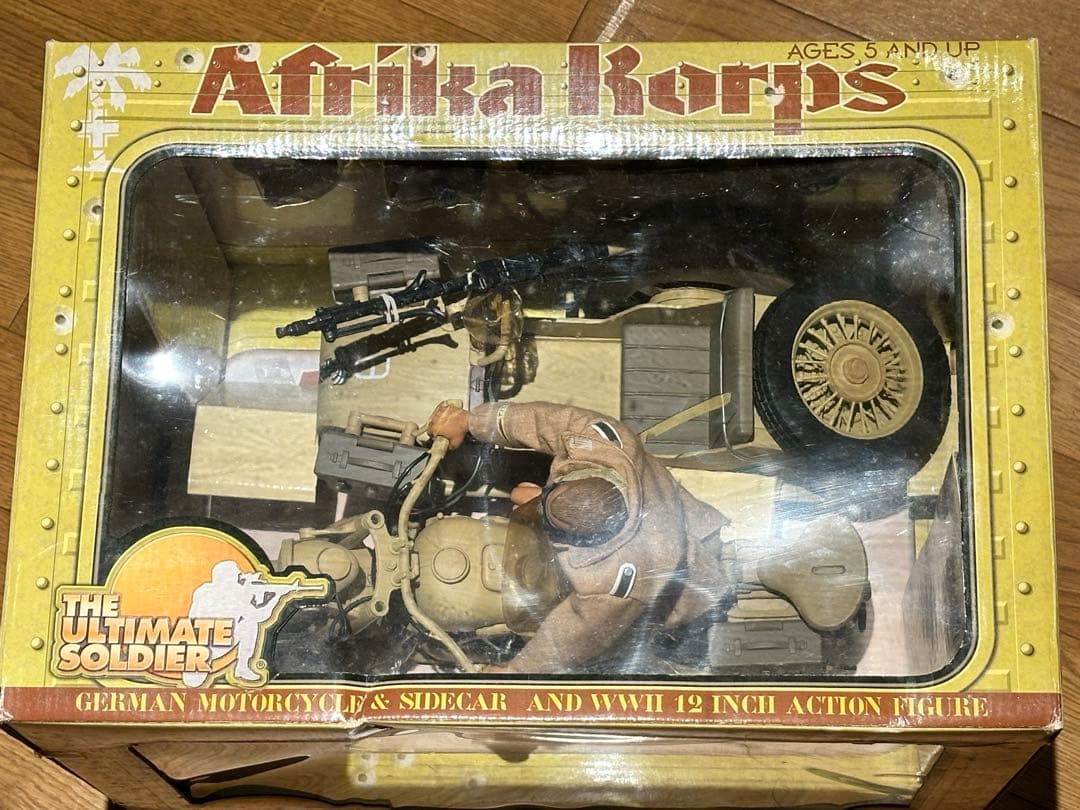 AGES 5 AND UP
Afrika Korps
THE
ULTIMATE
SOLDIER®
GERMAN MOTORCYCLE & SIDECAR AND WWII 12 INCH ACTION FIGURE